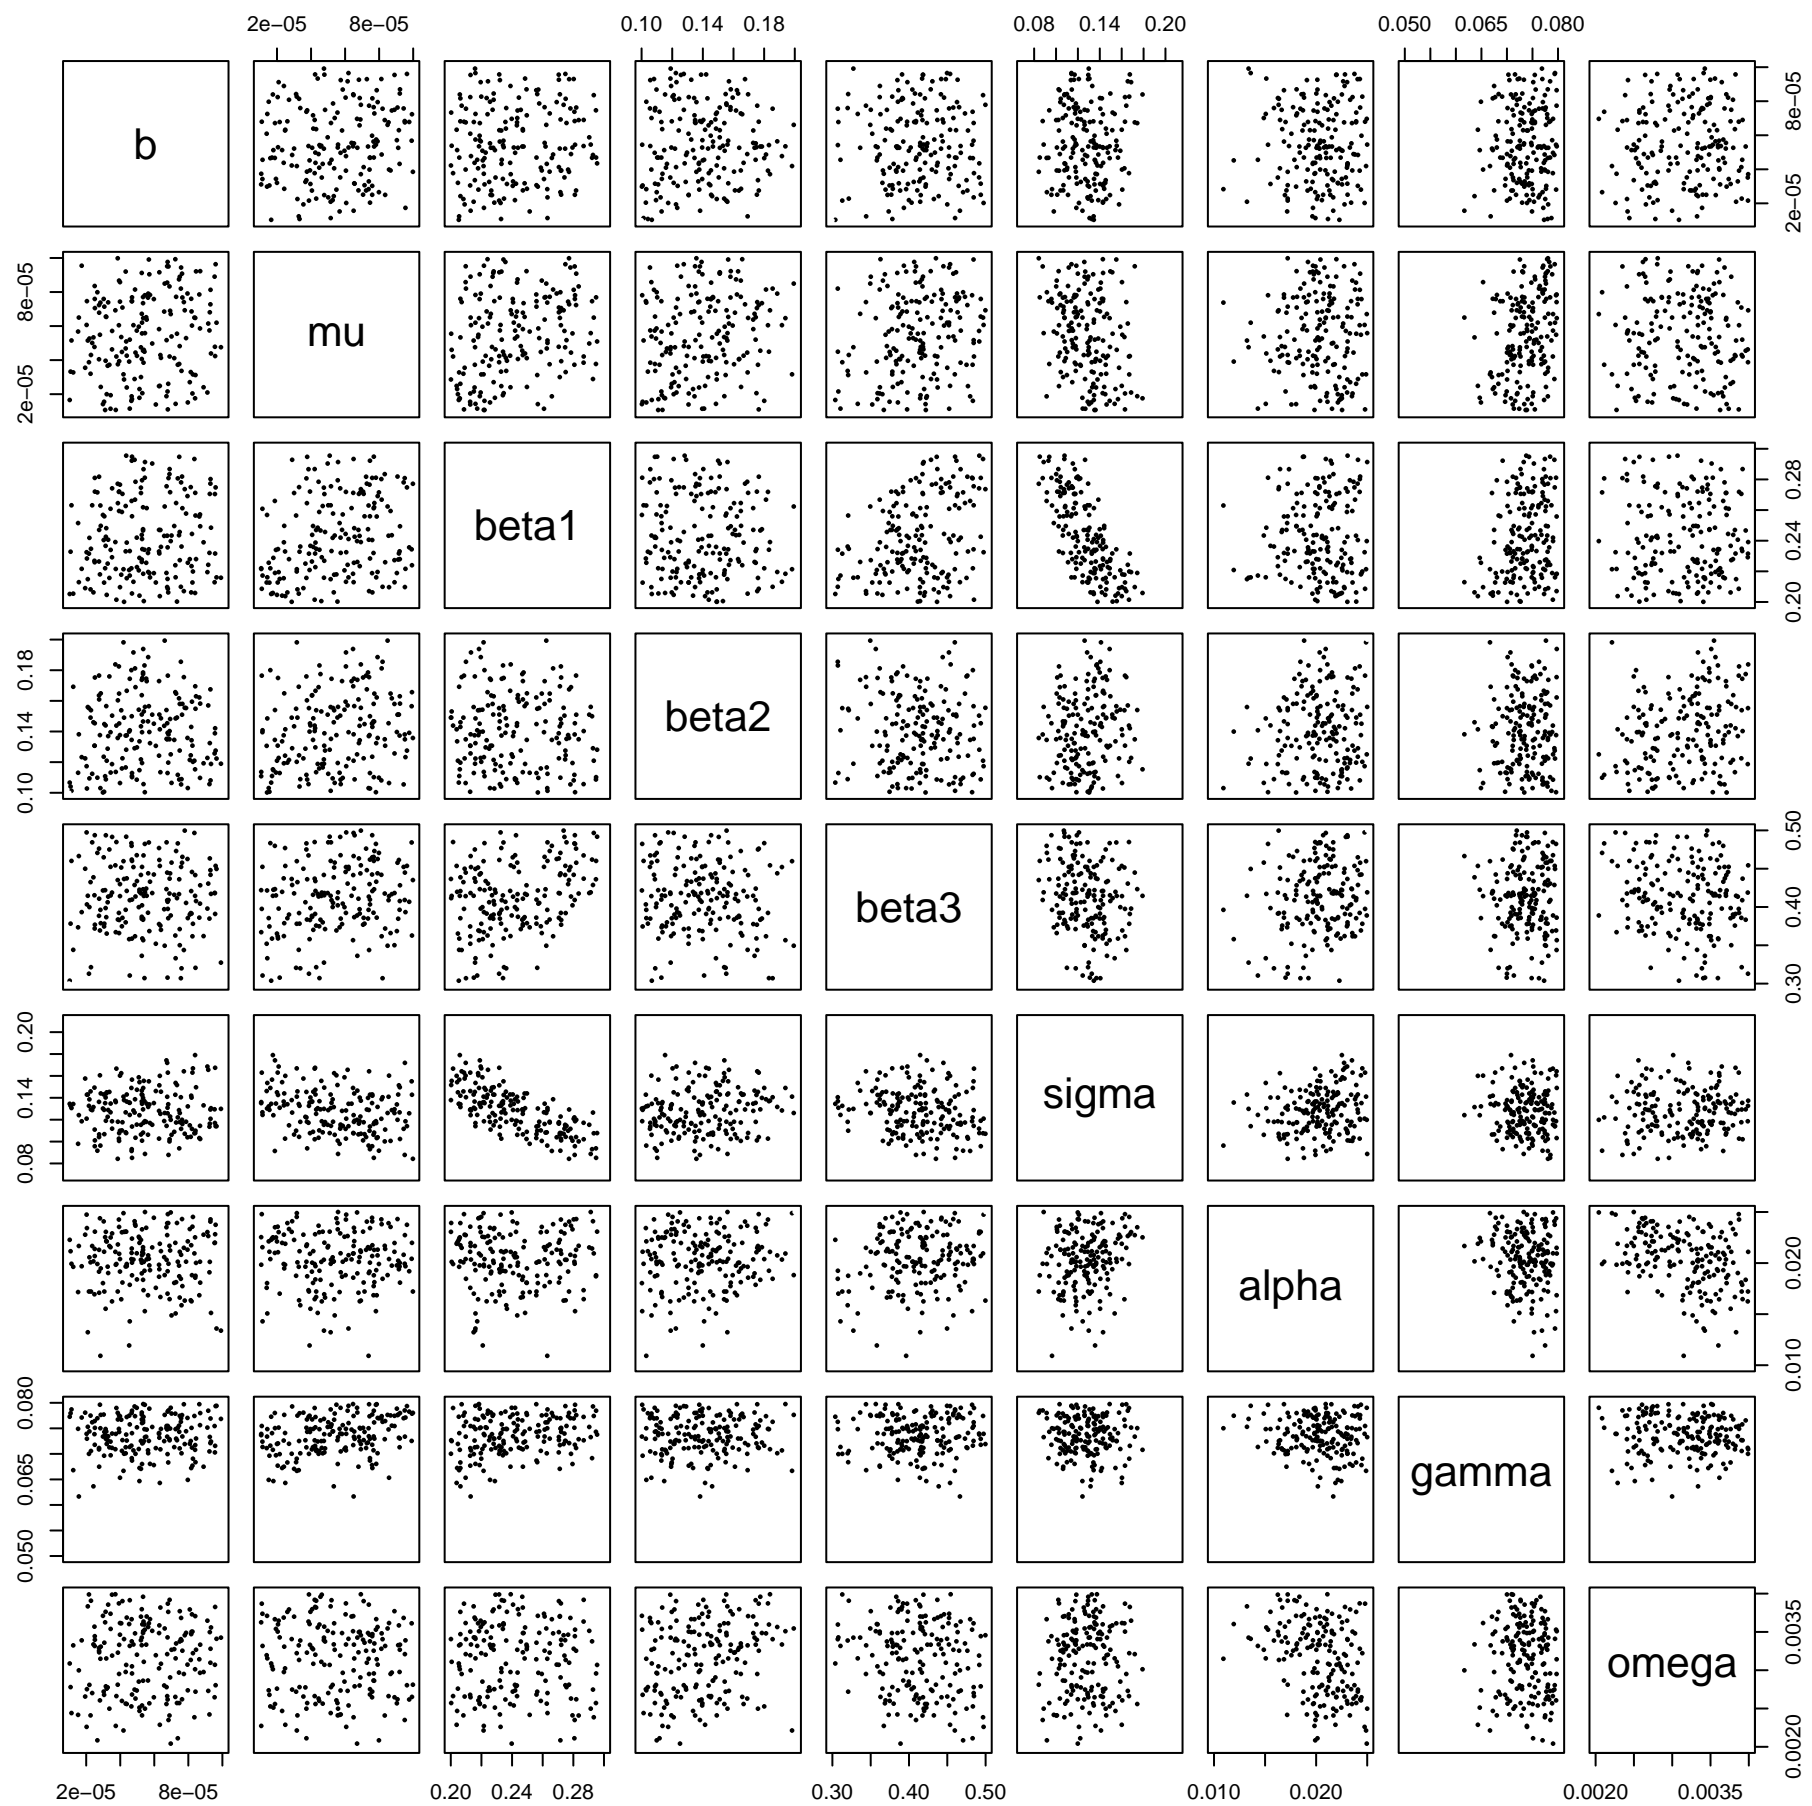 2e−05 8e−05 0.10 0.14 0.18 0.08 0.14 0.20 0.050 0.065 0.080
b 2e−05 8e−05
2e−05 8e−05 mu
beta1 0.20 0.24 0.28
0.10 0.14 0.18 beta2
beta3 0.30 0.40 0.50
0.08 0.14 0.20 sigma
alpha 0.010 0.020
0.050 0.065 0.080 gamma
omega 0.0020 0.0035
2e−05 8e−05 0.20 0.24 0.28 0.30 0.40 0.50 0.010 0.020 0.0020 0.0035